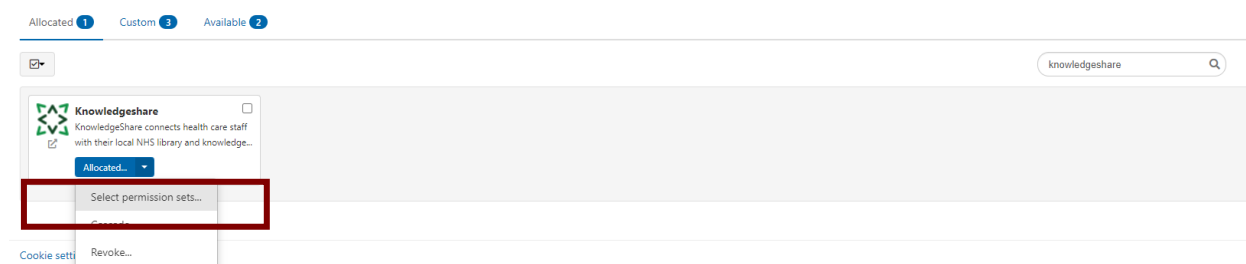 Allocated 1 Custom 3 Available 2
knowledgeshare
Knowledgeshare
KnowledgeShare connects health care staff
with their local NHS library and knowledge...
Allocated...
Select permission sets...
Revoke...
Cookie setti